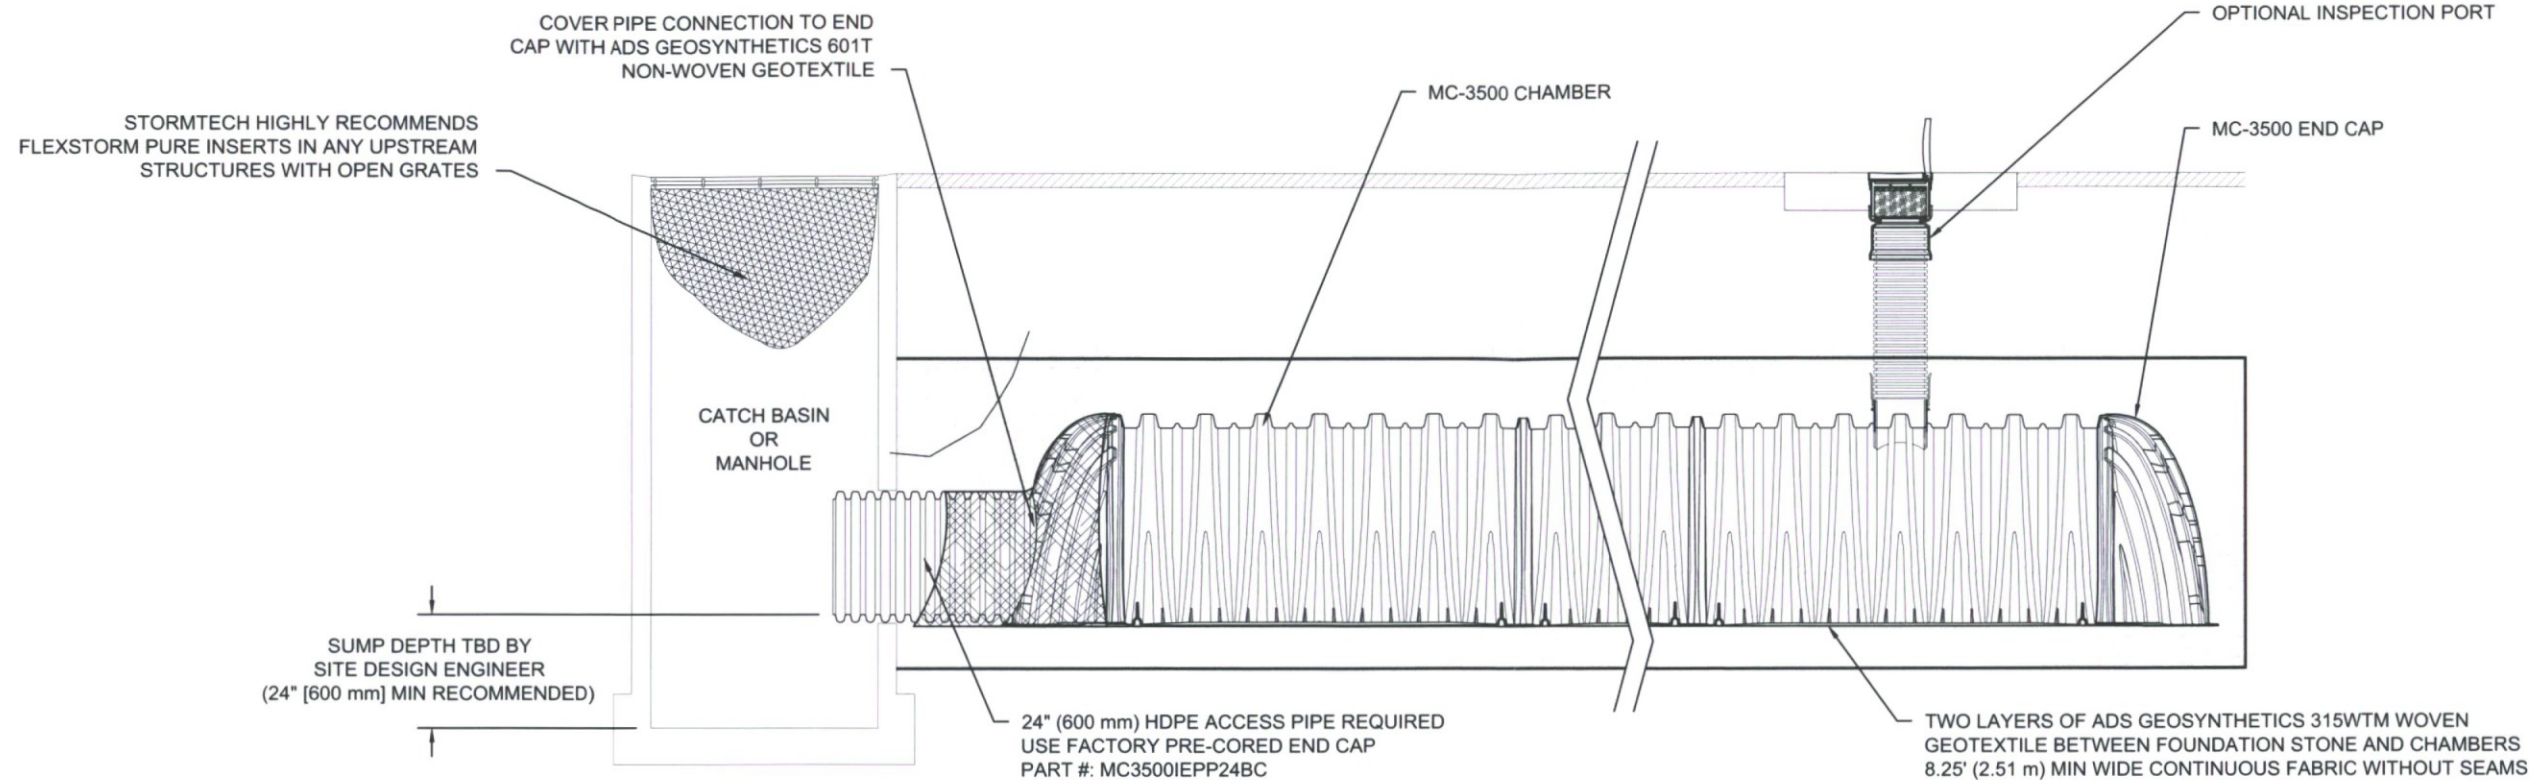 COVER PIPE CONNECTION TO END
CAP WITH ADS GEOSYNTHETICS 601T
NON-WOVEN GEOTEXTILE
STORMTECH HIGHLY RECOMMENDS
FLEXSTORM PURE INSERTS IN ANY UPSTREAM
STRUCTURES WITH OPEN GRATES
OPTIONAL INSPECTION PORT
MC-3500 CHAMBER
MC-3500 END CAP
CATCH BASIN
OR
MANHOLE
SUMP DEPTH TBD BY
SITE DESIGN ENGINEER
(24" [600 mm] MIN RECOMMENDED)
24" (600 mm) HDPE ACCESS PIPE REQUIRED
USE FACTORY PRE-CORED END CAP
PART #: MC3500IEPP24BC
TWO LAYERS OF ADS GEOSYNTHETICS 315WTM WOVEN
GEOTEXTILE BETWEEN FOUNDATION STONE AND CHAMBERS
8.25' (2.51 m) MIN WIDE CONTINUOUS FABRIC WITHOUT SEAMS